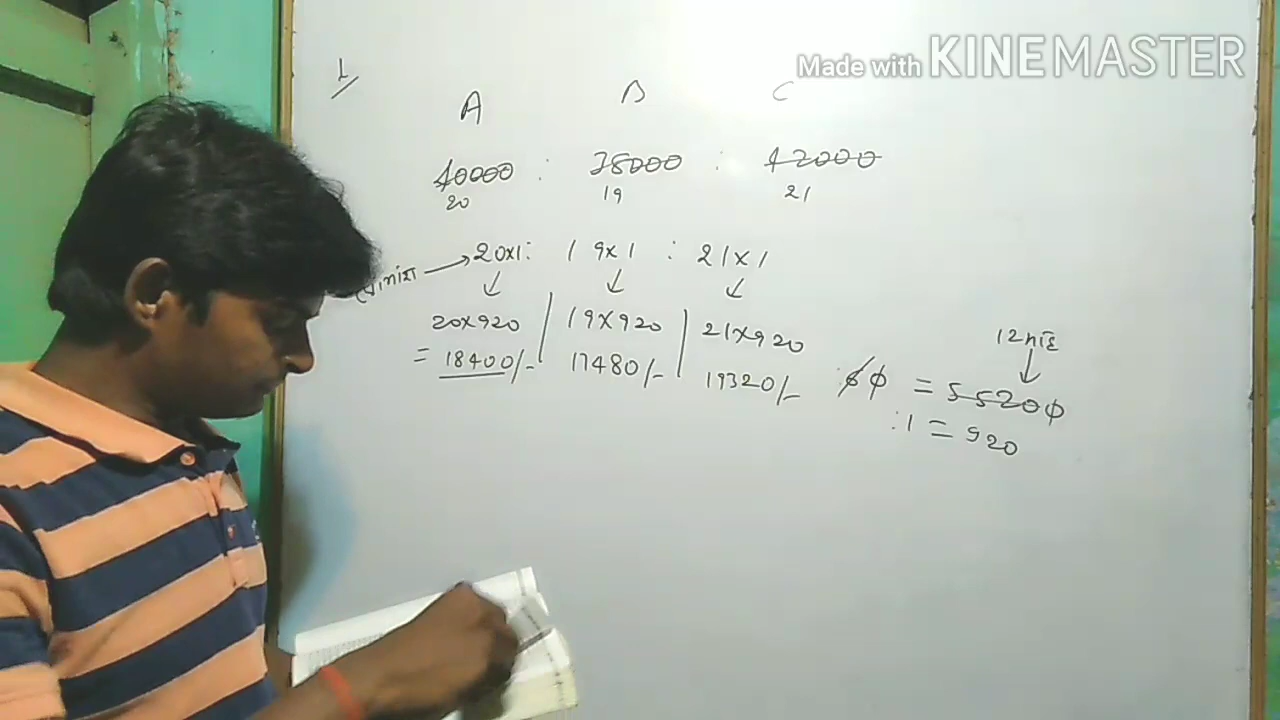 Made with KINEMASTER
1
A B C
40000 : 38000 : 42000
20 19 21
20x1: 19x1 : 21x1
20x920 | 19x920 | 21x920
= 18400/- 17480/- 19320/-
12
60 = 55200
:1 = 920